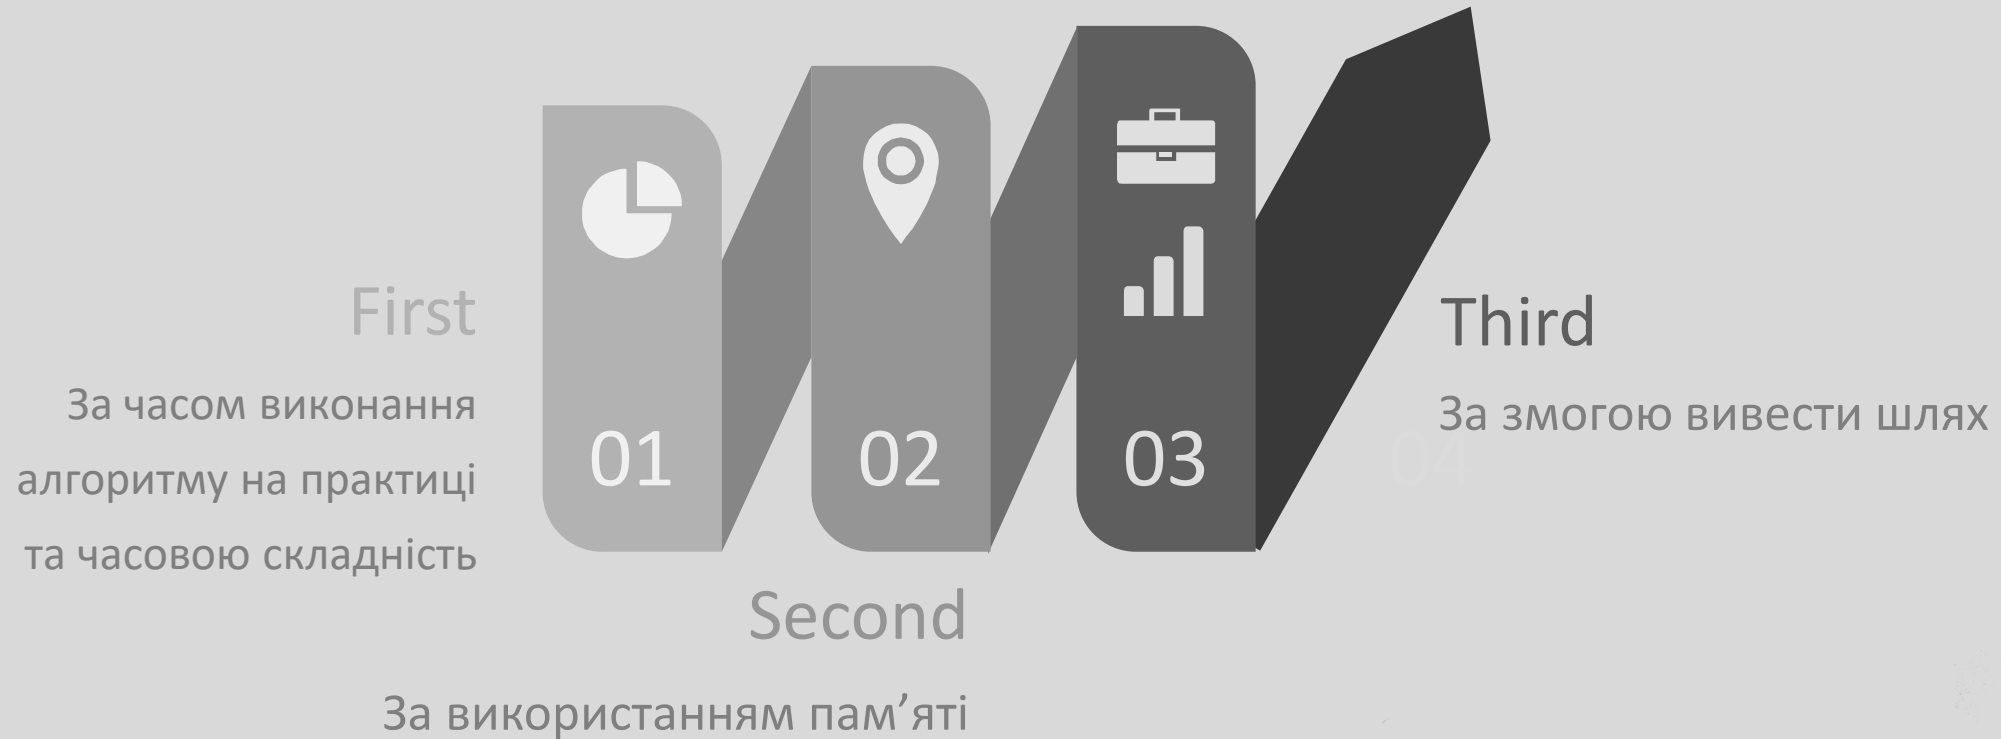 First
За часом виконання
алгоритму на практиці
та часовою складність
01
02
03
04
Third
За змогою вивести шлях
Second
За використанням пам’яті